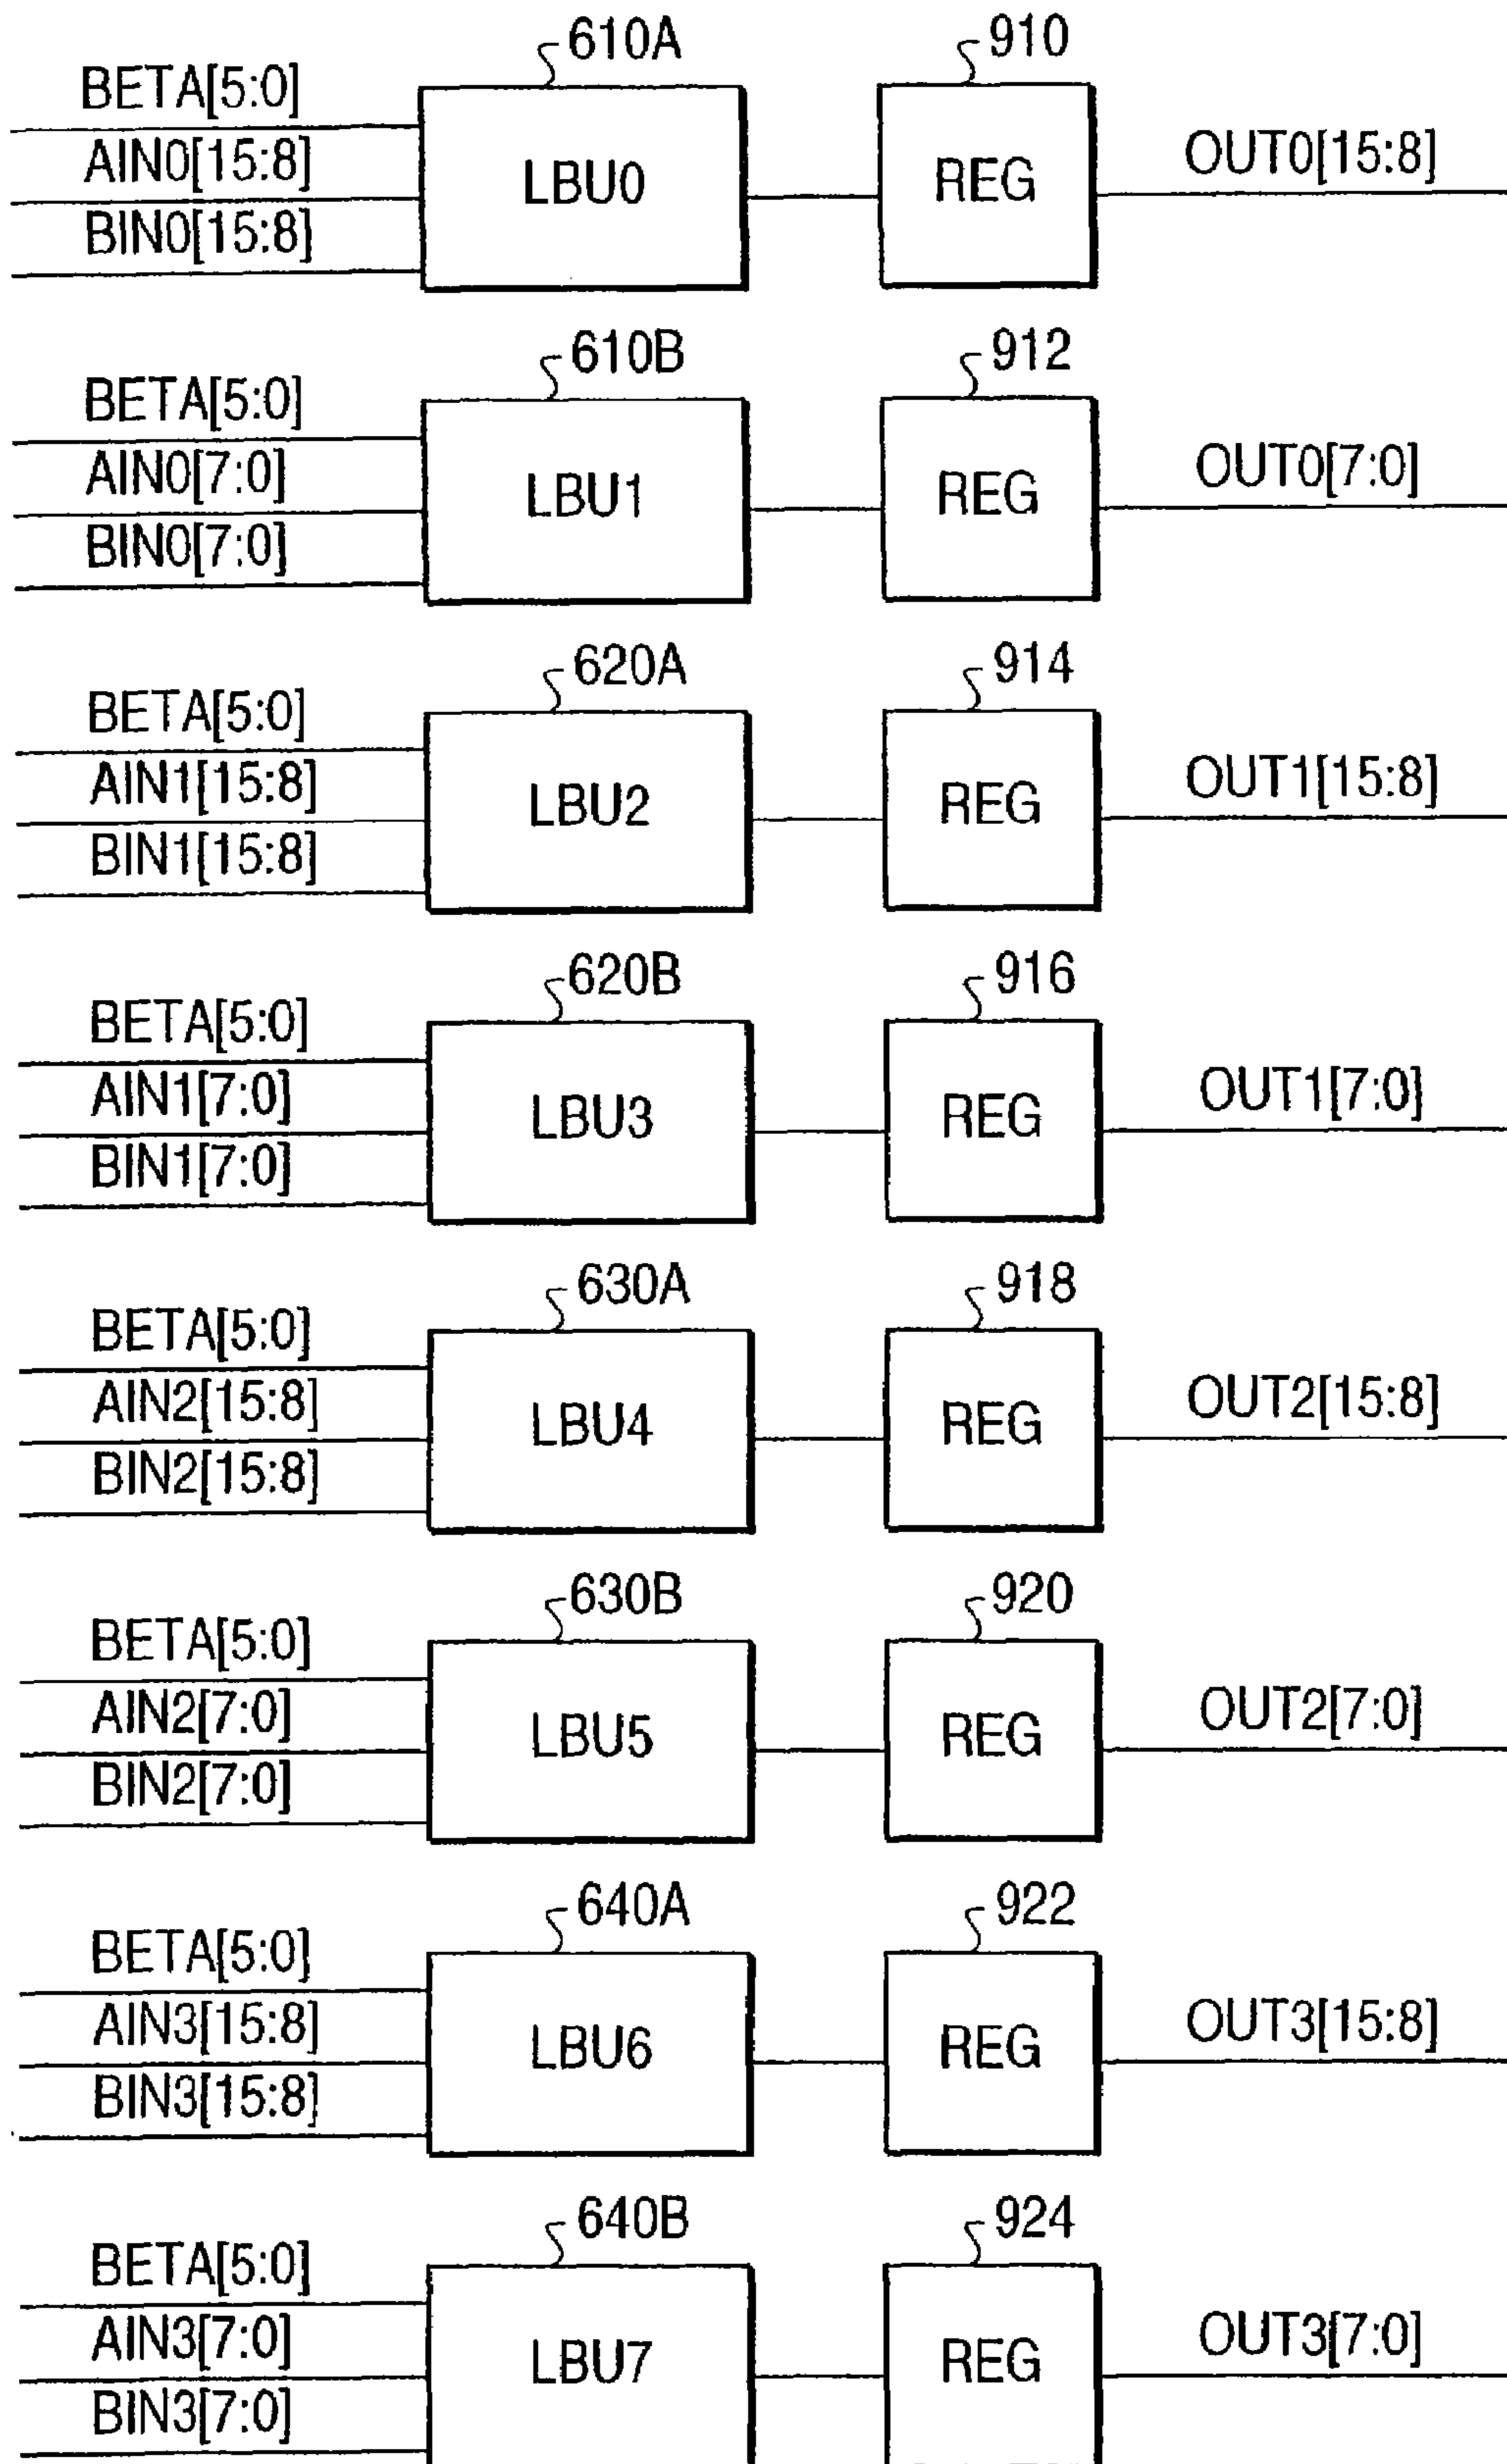 610A 910
BETA[5:0]
AIN0[15:8] LBU0 REG OUT0[15:8]
BIN0[15:8]
610B 912
BETA[5:0]
AIN0[7:0] LBU1 REG OUT0[7:0]
BIN0[7:0]
620A 914
BETA[5:0]
AIN1[15:8] LBU2 REG OUT1[15:8]
BIN1[15:8]
620B 916
BETA[5:0]
AIN1[7:0] LBU3 REG OUT1[7:0]
BIN1[7:0]
630A 918
BETA[5:0]
AIN2[15:8] LBU4 REG OUT2[15:8]
BIN2[15:8]
630B 920
BETA[5:0]
AIN2[7:0] LBU5 REG OUT2[7:0]
BIN2[7:0]
640A 922
BETA[5:0]
AIN3[15:8] LBU6 REG OUT3[15:8]
BIN3[15:8]
640B 924
BETA[5:0]
AIN3[7:0] LBU7 REG OUT3[7:0]
BIN3[7:0]